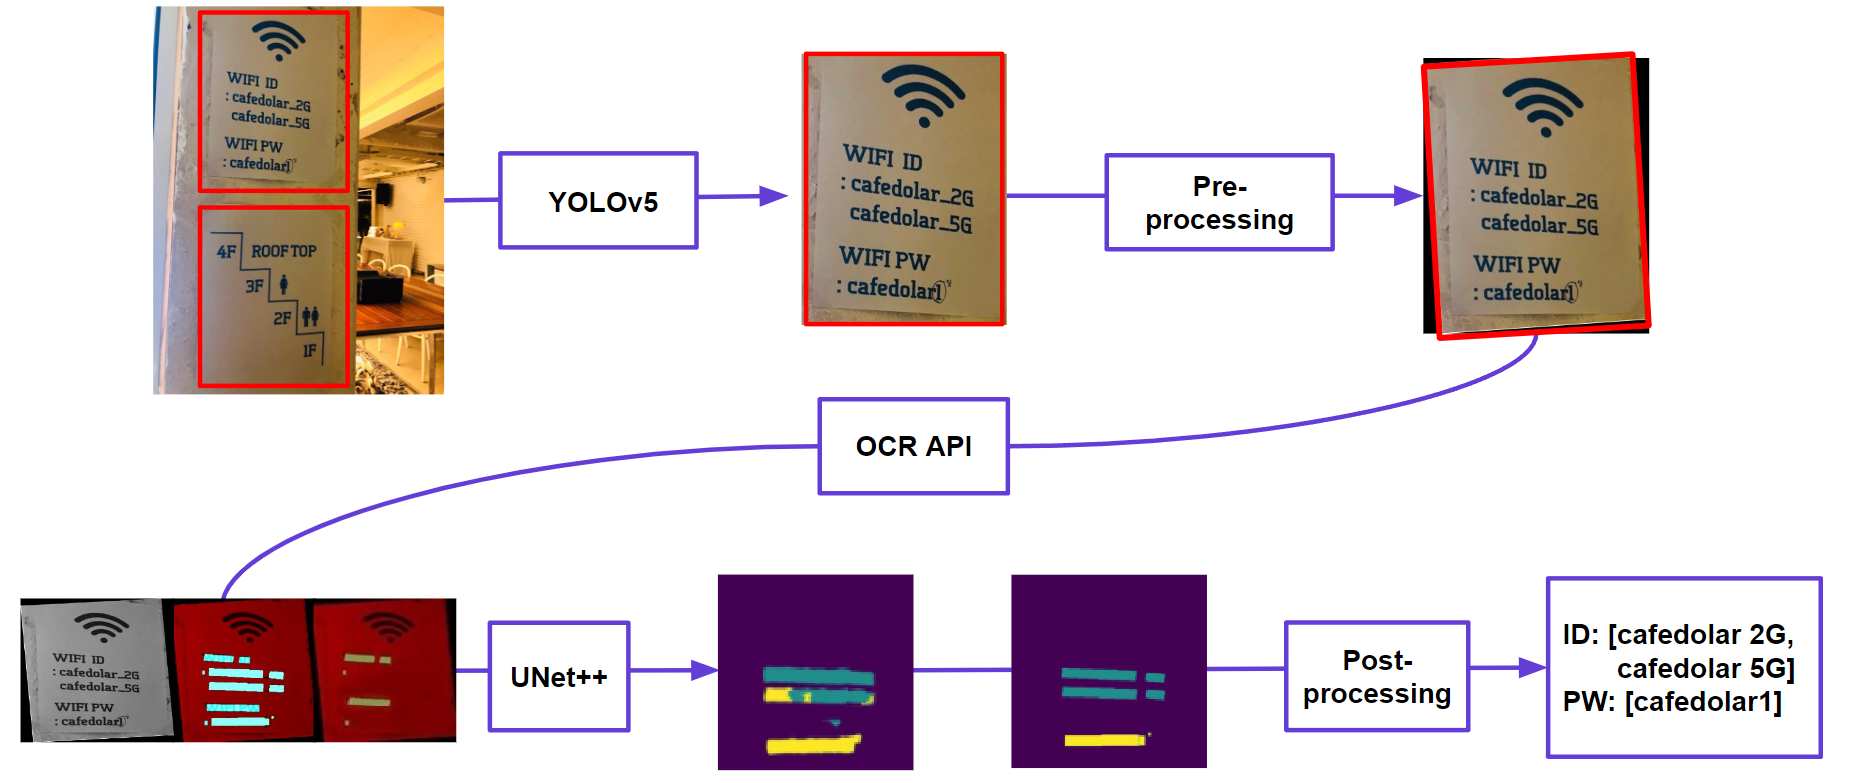 WIFI ID
: cafedolar_2G
cafedolar_5G
WIFI PW
: cafedolar1
4F ROOFTOP
3F
2F
1F
YOLOv5
WIFI ID
: cafedolar_2G
cafedolar_5G
WIFI PW
: cafedolar1
Pre-
processing
WIFI ID
: cafedolar_2G
cafedolar_5G
WIFI PW
: cafedolar1
OCR API
WIFI ID
: cafedolar_2G
cafedolar_5G
WIFI PW
: cafedolar1
UNet++
Post-
processing
ID: [cafedolar 2G,
cafedolar 5G]
PW: [cafedolar1]